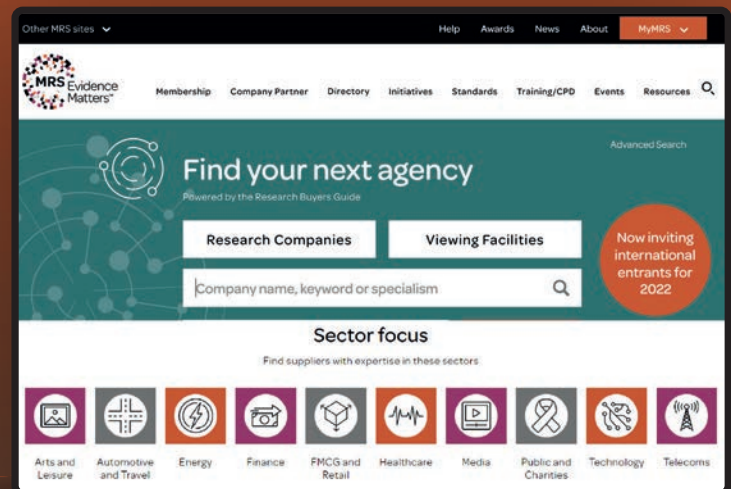 Other MRS sites
Help Awards News About MyMRS
MRS Evidence
Matters™
Membership Company Partner Directory Initiatives Standards Training/CPD Events Resources
Advanced Search
Find your next agency
Powered by the Research Buyers Guide
Research Companies Viewing Facilities
Now inviting
international
entrants for
2022
Company name, keyword or specialism
Sector focus
Find suppliers with expertise in these sectors
Arts and
Leisure
Automotive
and Travel
Energy
Finance
FMCG and
Retail
Healthcare
Media
Public and
Charities
Technology
Telecoms